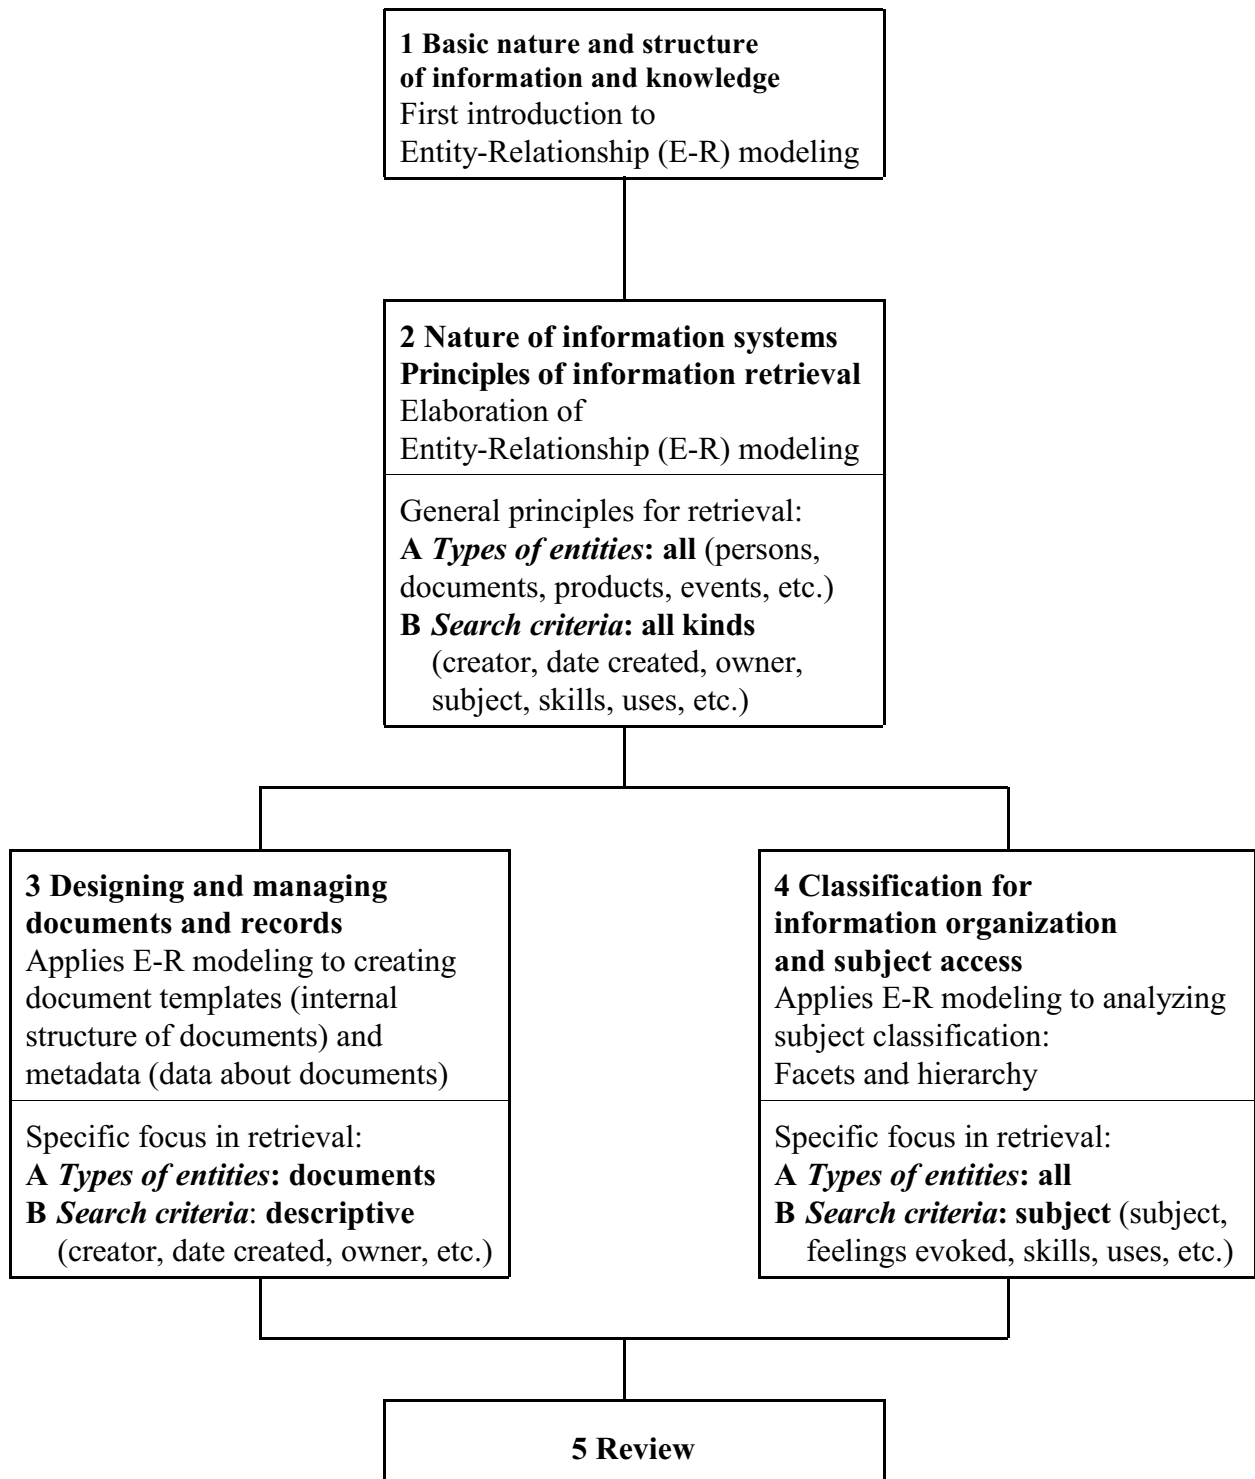 1 Basic nature and structure
of information and knowledge
First introduction to
Entity-Relationship (E-R) modeling
2 Nature of information systems
Principles of information retrieval
Elaboration of
Entity-Relationship (E-R) modeling
General principles for retrieval:
A Types of entities: all (persons,
documents, products, events, etc.)
B Search criteria: all kinds
(creator, date created, owner,
subject, skills, uses, etc.)
3 Designing and managing
documents and records
Applies E-R modeling to creating
document templates (internal
structure of documents) and
metadata (data about documents)
Specific focus in retrieval:
A Types of entities: documents
B Search criteria: descriptive
(creator, date created, owner, etc.)
4 Classification for
information organization
and subject access
Applies E-R modeling to analyzing
subject classification:
Facets and hierarchy
Specific focus in retrieval:
A Types of entities: all
B Search criteria: subject (subject,
feelings evoked, skills, uses, etc.)
5 Review